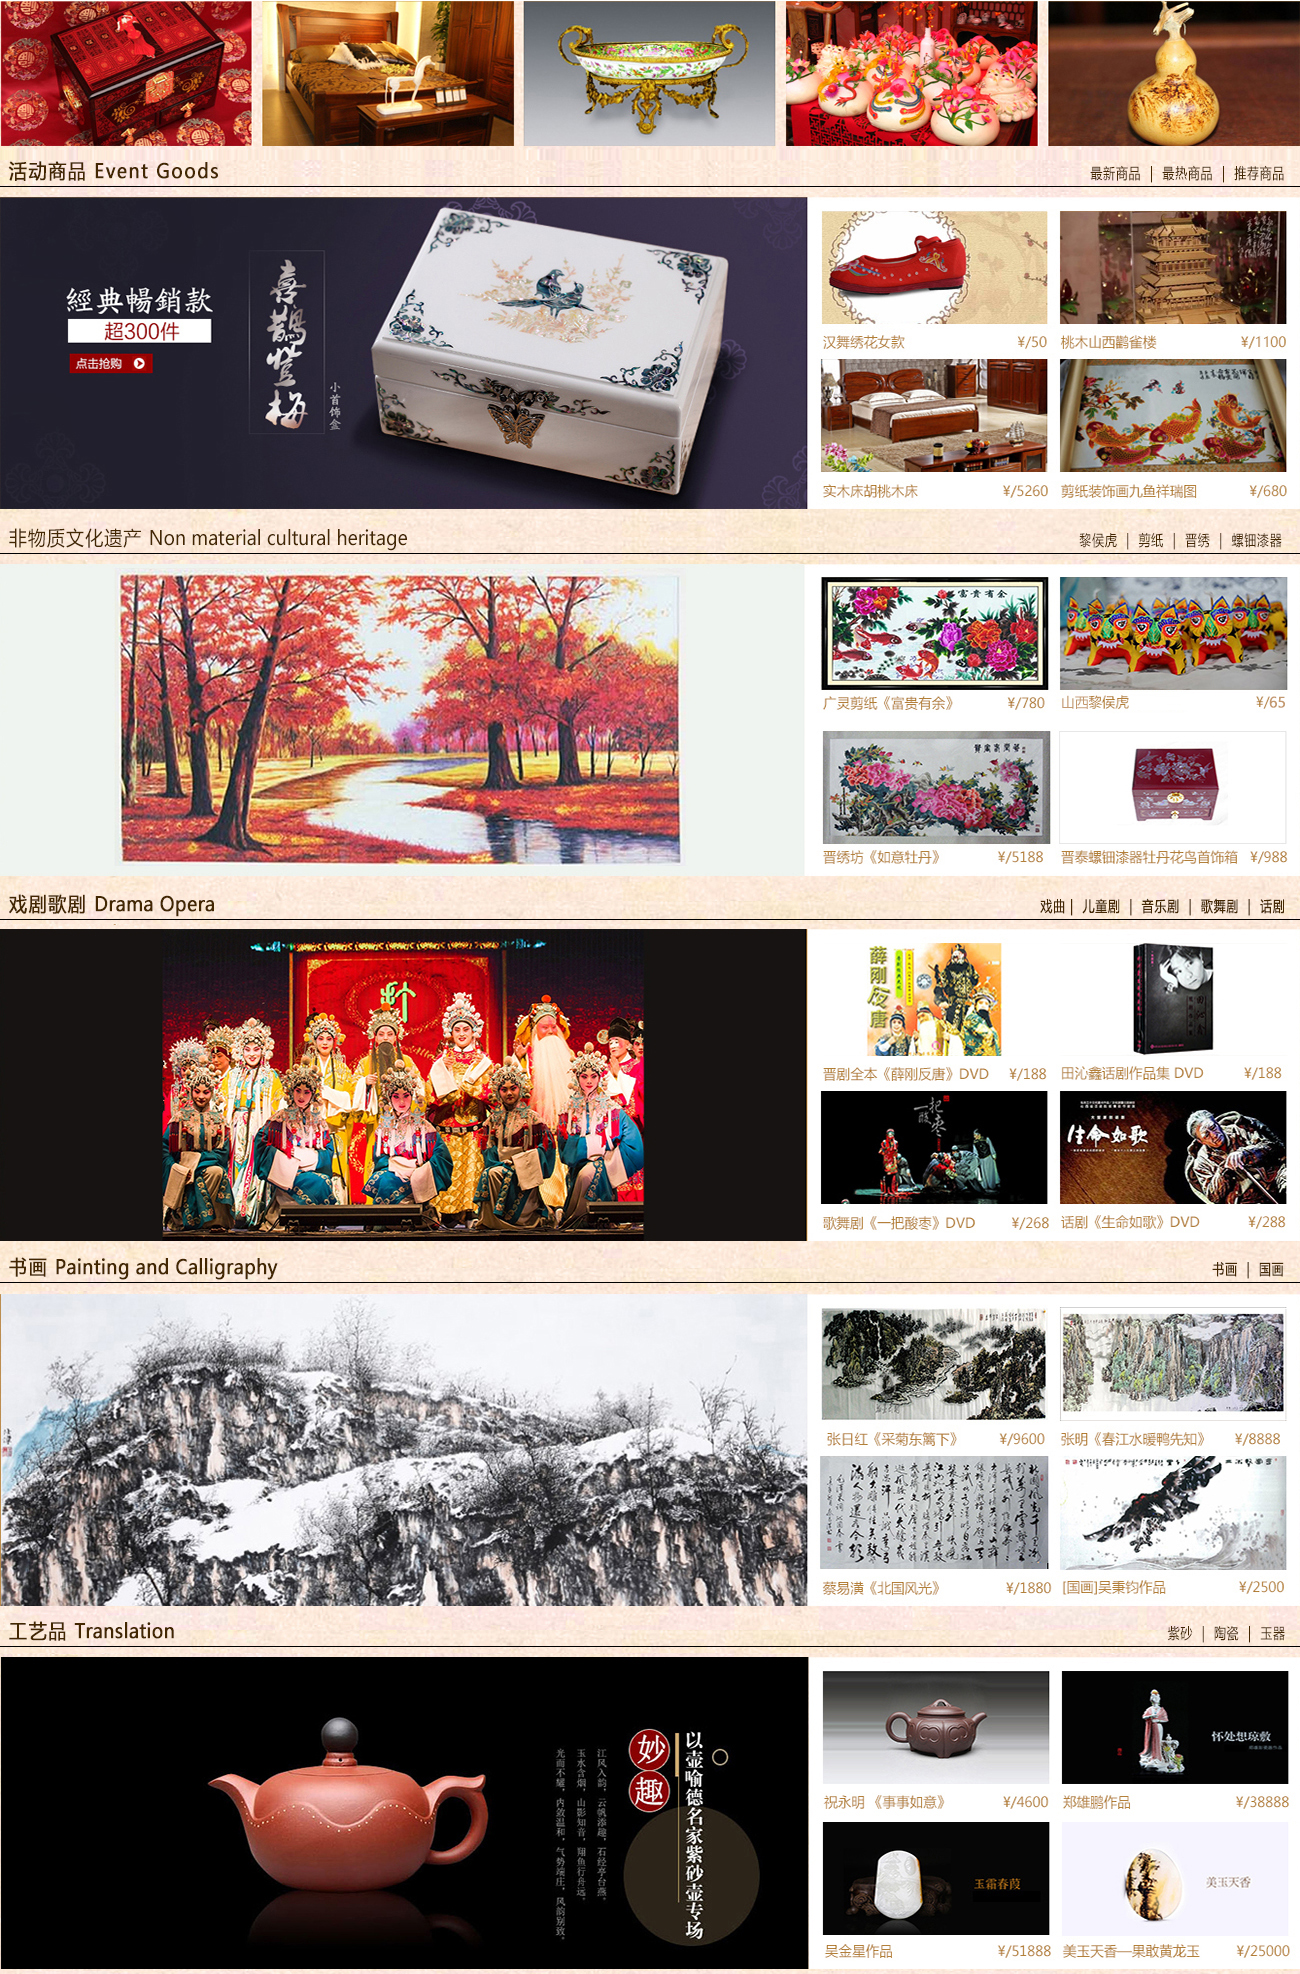 活动商品 Event Goods
最新商品 | 最热商品 | 推荐商品
經典暢銷款
超300件
点击抢购
喜鵲登梅
小首饰盒
汉舞绣花女款 ¥/50
桃木山西鹳雀楼 ¥/1100
实木床胡桃木床 ¥/5260
剪纸装饰画九鱼祥瑞图 ¥/680
非物质文化遗产 Non material cultural heritage
黎侯虎 | 剪纸 | 晋绣 | 螺钿漆器
富貴有余
广灵剪纸《富贵有余》 ¥/780
山西黎侯虎 ¥/65
晋绣坊《如意牡丹》 ¥/5188
晋泰螺钿漆器牡丹花鸟首饰箱 ¥/988
戏剧歌剧 Drama Opera
戏曲 | 儿童剧 | 音乐剧 | 歌舞剧 | 话剧
薛刚反唐
晋剧全本《薛刚反唐》DVD ¥/188
田沁鑫话剧作品集 DVD ¥/188
一把酸枣
生命如歌
歌舞剧《一把酸枣》DVD ¥/268
话剧《生命如歌》DVD ¥/288
书画 Painting and Calligraphy
书画 | 国画
张日红《采菊东篱下》 ¥/9600
张明《春江水暖鸭先知》 ¥/8888
蔡易潢《北国风光》 ¥/1880
[国画]吴秉钧作品 ¥/2500
工艺品 Translation
紫砂 | 陶瓷 | 玉器
妙趣
以壶喻德名家紫砂壶专场
江风入韵，云帆添趣，石经亭台燕。
玉水含烟，山影知音，翔鱼行舟远。
光而不耀，内敛温和，气势端庄，风韵别致。
怀处想琼敷
祝永明 《事事如意》 ¥/4600
郑雄鹏作品 ¥/38888
玉霜春葭
美玉天香
吴金星作品 ¥/51888
美玉天香—果敢黄龙玉 ¥/25000